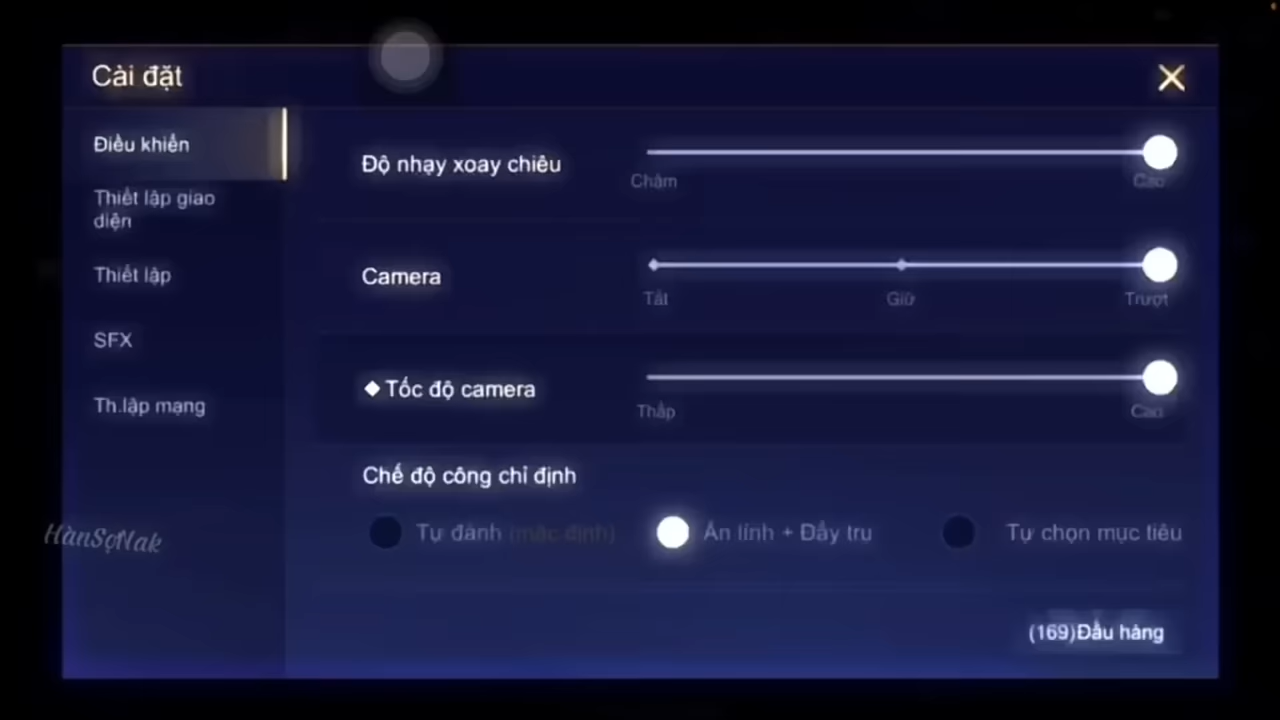 Cài đặt
Điều khiển
Thiết lập giao
diện
Thiết lập
SFX
Th.lập mạng
Độ nhạy xoay chiêu
Chậm
Cao
Camera
Tắt
Giữ
Trượt
◆Tốc độ camera
Thấp
Cao
Chế độ công chỉ định
Tự đánh (mặc định)
Ăn lính + Đẩy trụ
Tự chọn mục tiêu
(169)Đầu hàng
HànSọNak